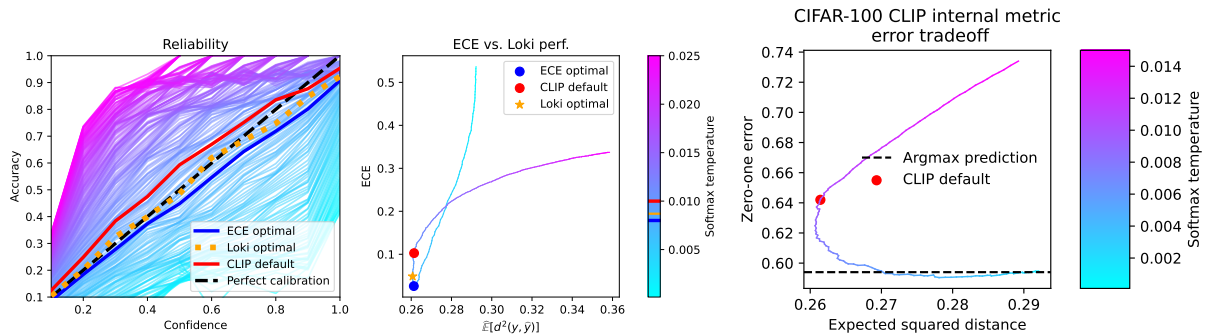 Reliability
Accuracy
1.0
0.9
0.8
0.7
0.6
0.5
0.4
0.3
0.2
0.1
ECE optimal
Loki optimal
CLIP default
Perfect calibration
0.2 0.4 0.6 0.8 1.0
Confidence
ECE vs. Loki perf.
ECE
0.5
0.4
0.3
0.2
0.1
ECE optimal
CLIP default
Loki optimal
0.26 0.28 0.30 0.32 0.34 0.36
𝔼̂[d²(y, ŷ)]
0.025
0.020
0.015
0.010
0.005
Softmax temperature
CIFAR-100 CLIP internal metric
error tradeoff
Zero-one error
0.74
0.72
0.70
0.68
0.66
0.64
0.62
0.60
Argmax prediction
CLIP default
0.26 0.27 0.28 0.29
Expected squared distance
0.014
0.012
0.010
0.008
0.006
0.004
0.002
Softmax temperature